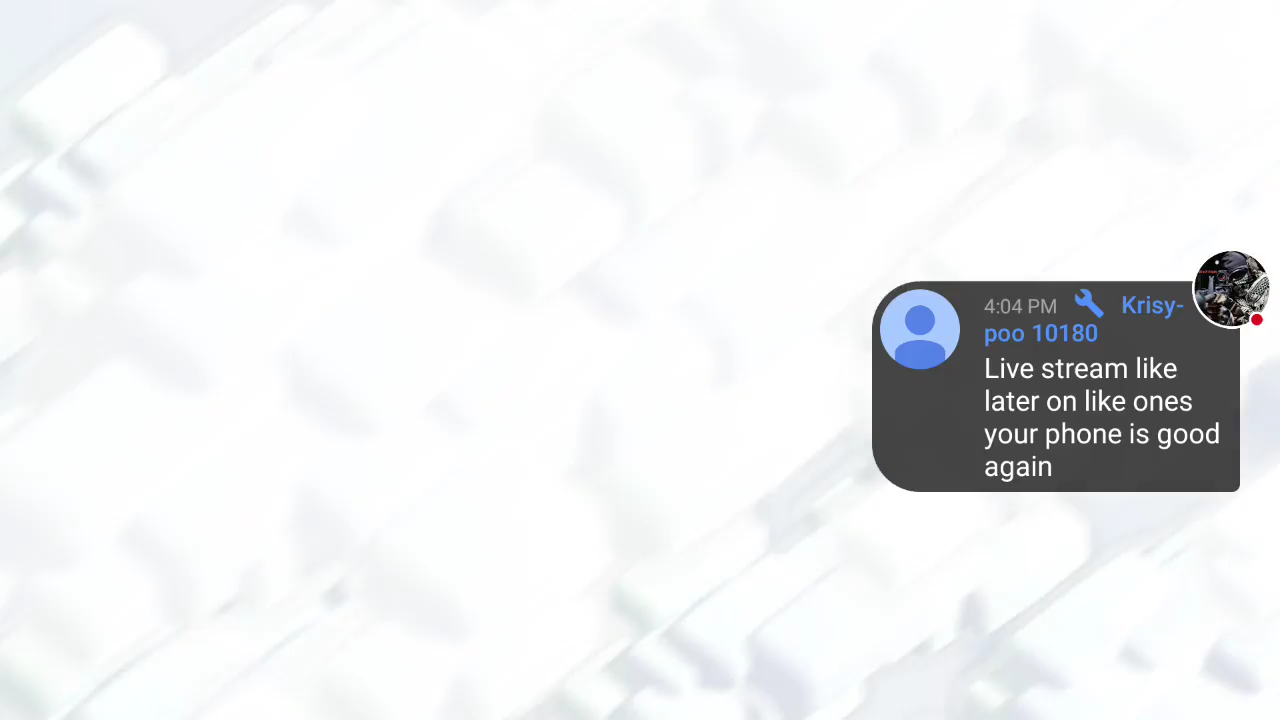 4:04 PM Krisy-
poo 10180
Live stream like
later on like ones
your phone is good
again